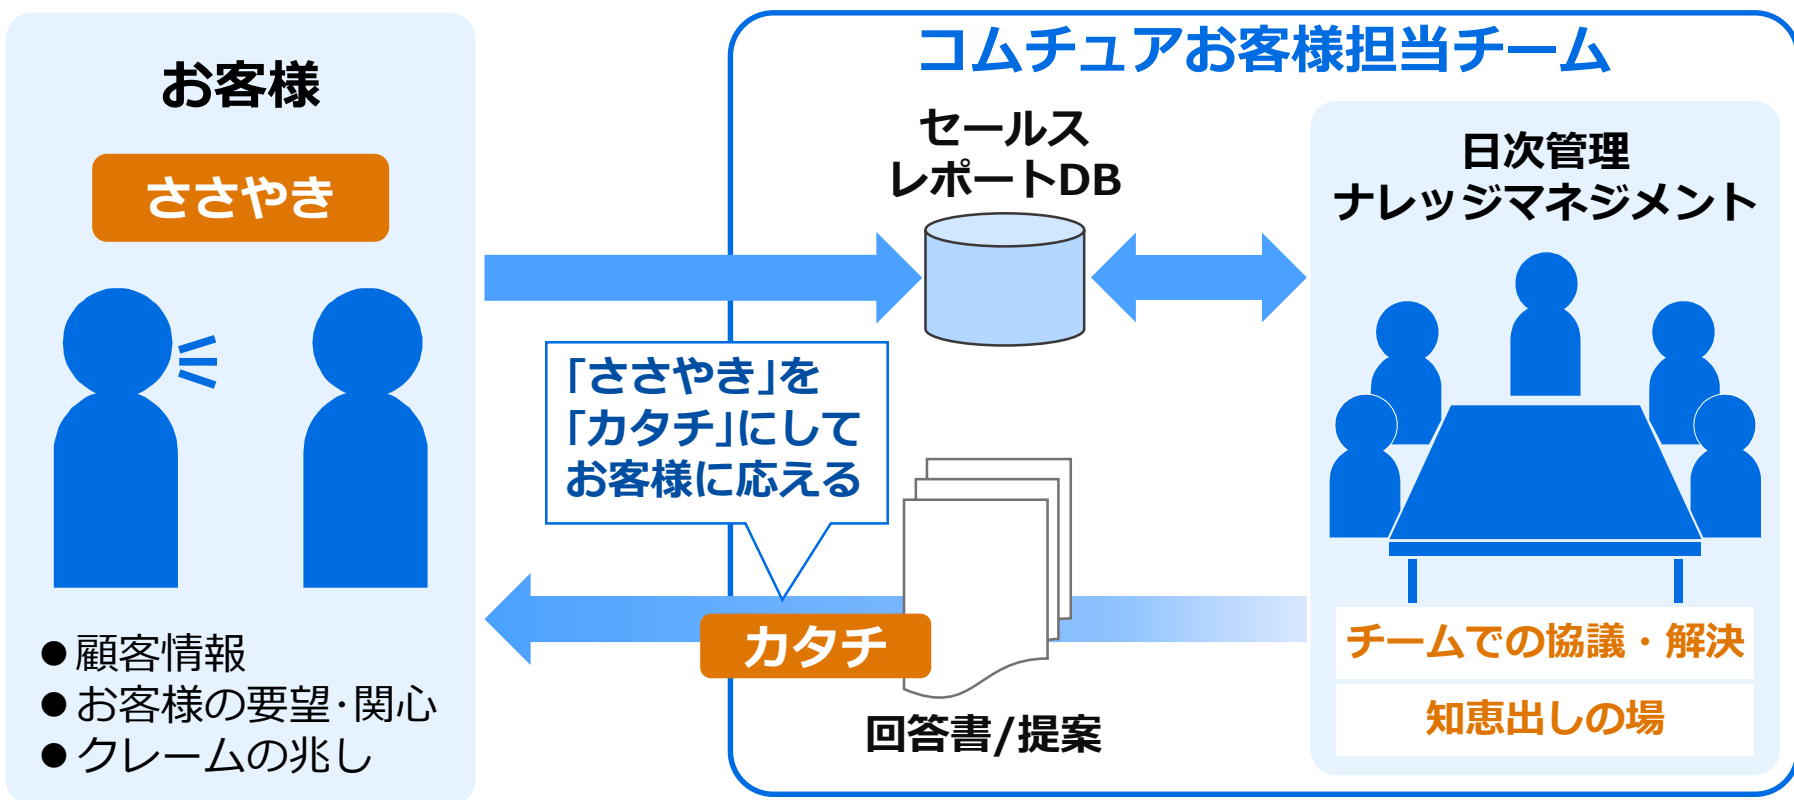 お客様
ささやき
●顧客情報
●お客様の要望･関心
●クレームの兆し
コムチュアお客様担当チーム
セールス
レポートDB
「ささやき」を
「カタチ」にして
お客様に応える
カタチ
回答書/提案
日次管理
ナレッジマネジメント
チームでの協議・解決
知恵出しの場